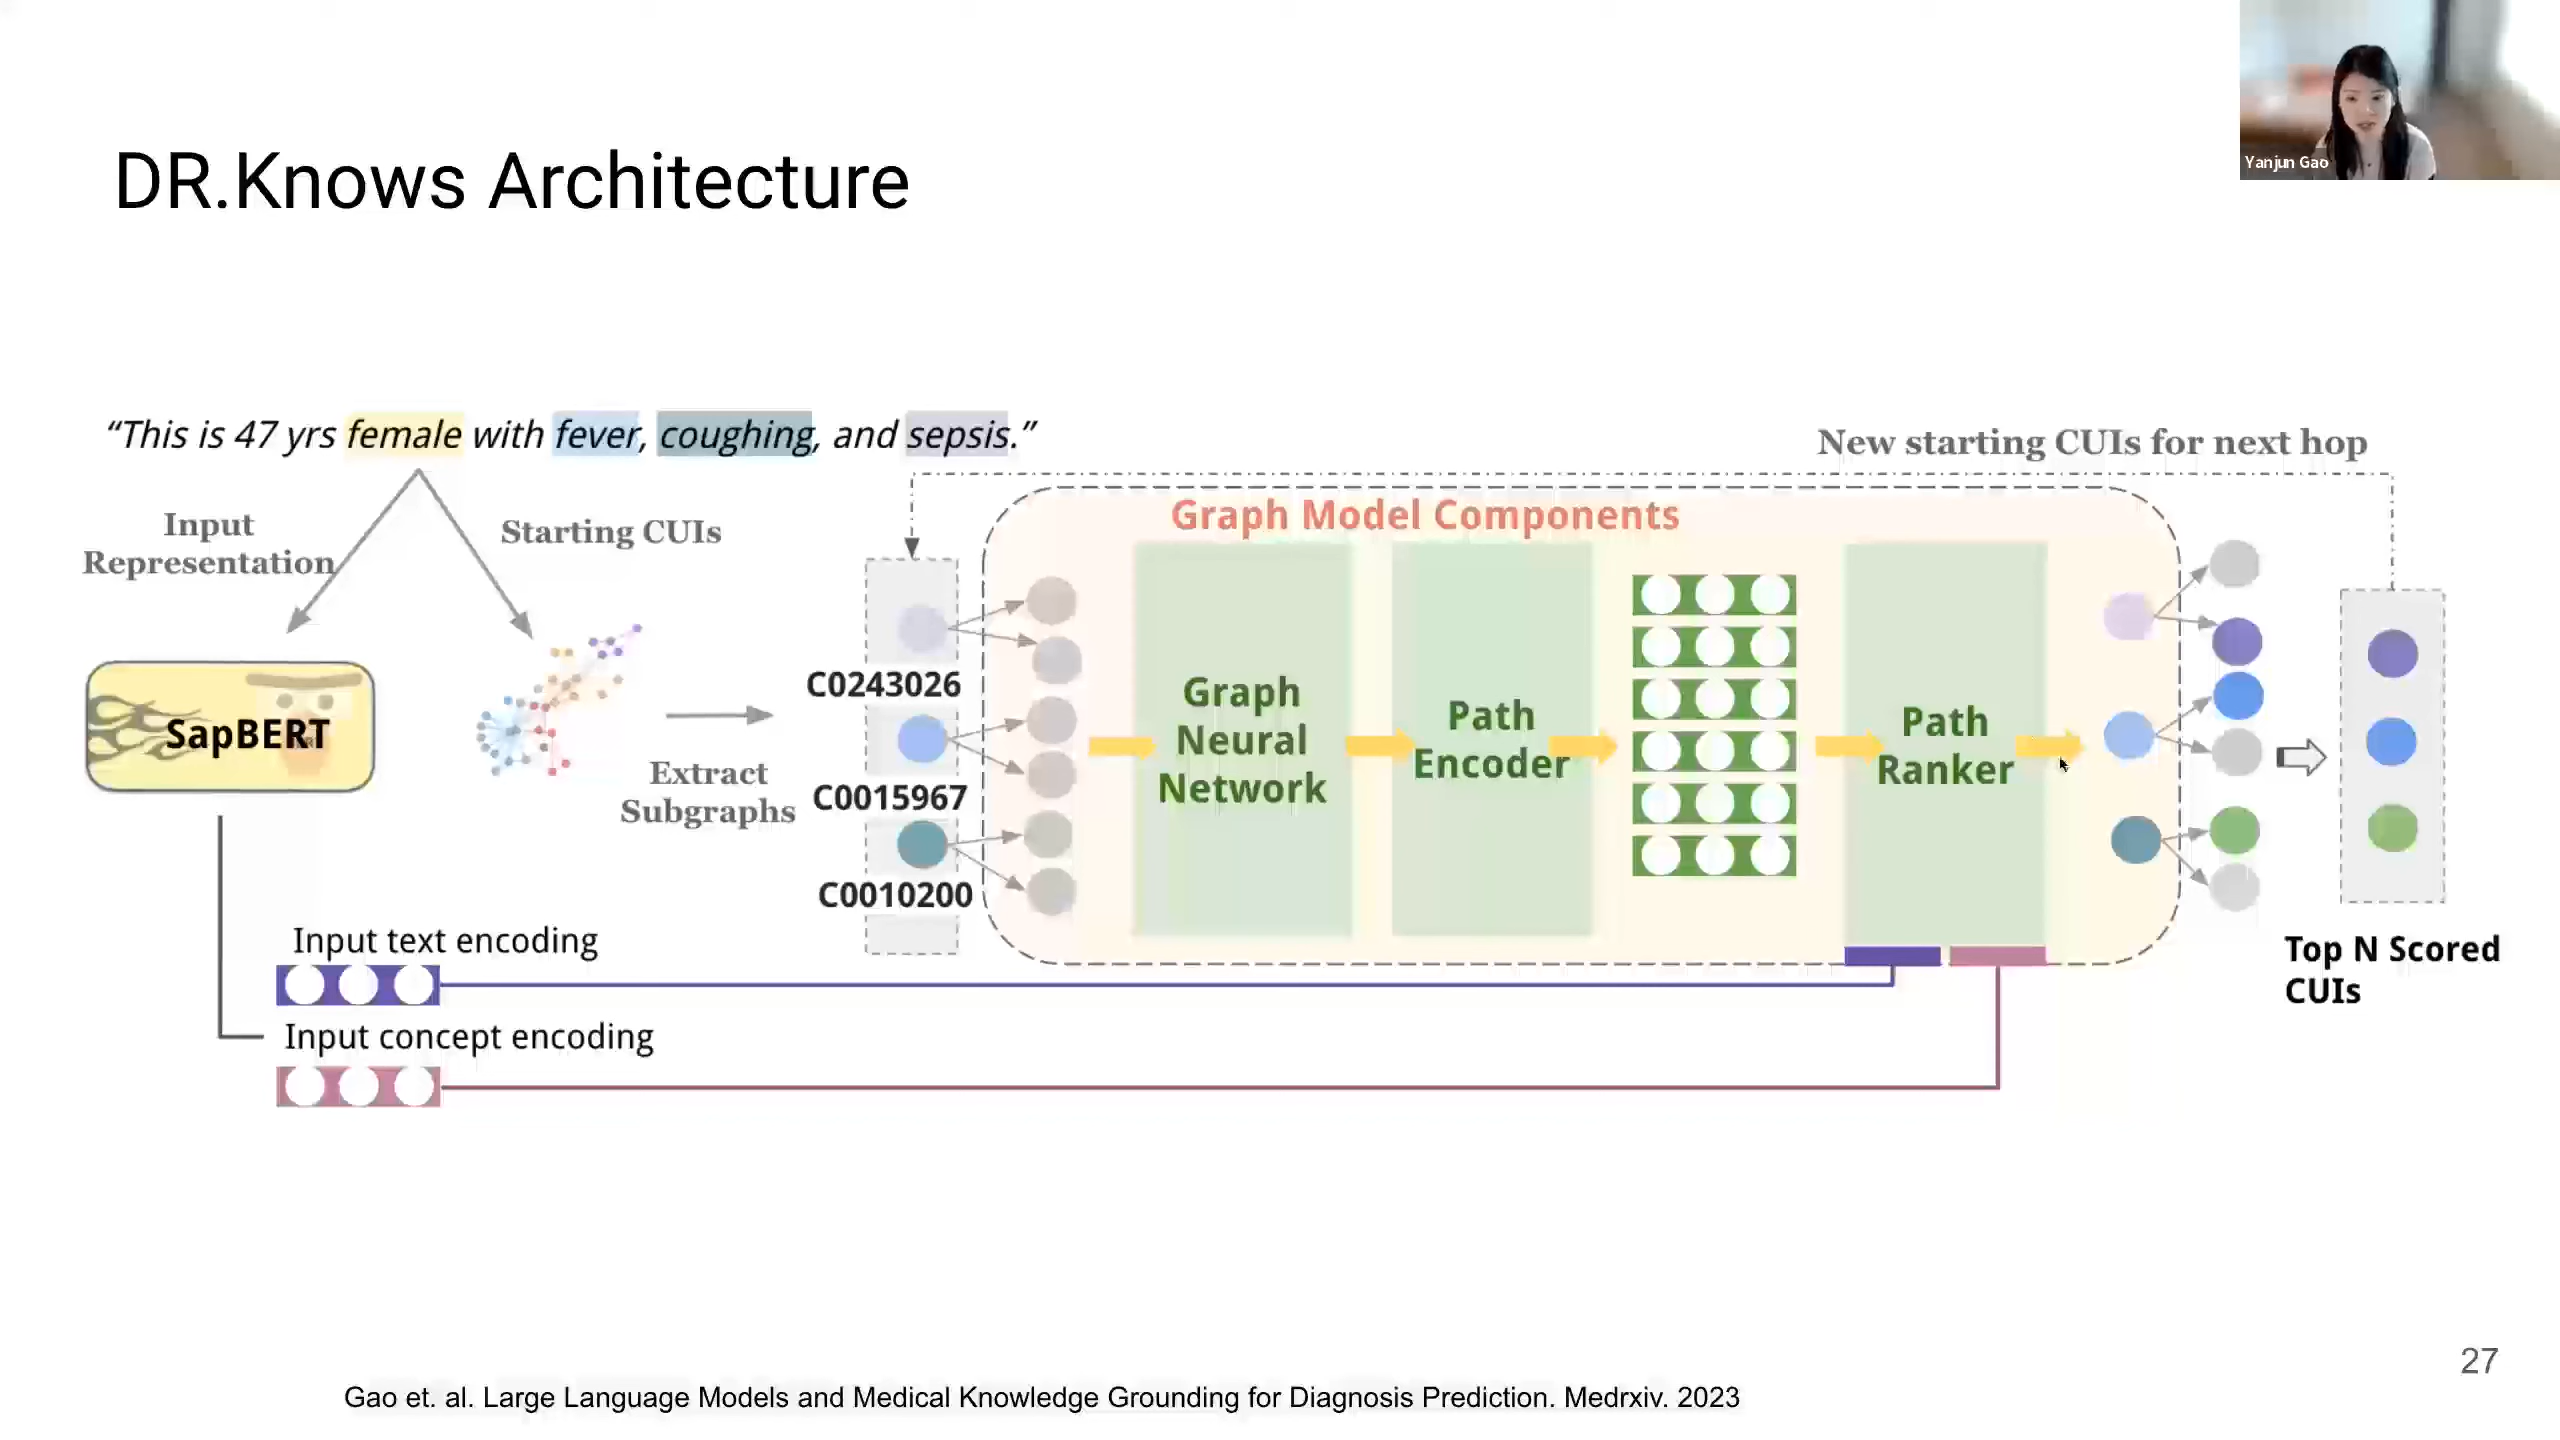 Yanjun Gao
DR.Knows Architecture
“This is 47 yrs female with fever, coughing, and sepsis.”
New starting CUIs for next hop
Input
Representation
Starting CUIs
Graph Model Components
SapBERT
Extract
Subgraphs
C0243026
C0015967
C0010200
Graph
Neural
Network
Path
Encoder
Path
Ranker
Top N Scored
CUIs
Input text encoding
Input concept encoding
27
Gao et. al. Large Language Models and Medical Knowledge Grounding for Diagnosis Prediction. Medrxiv. 2023